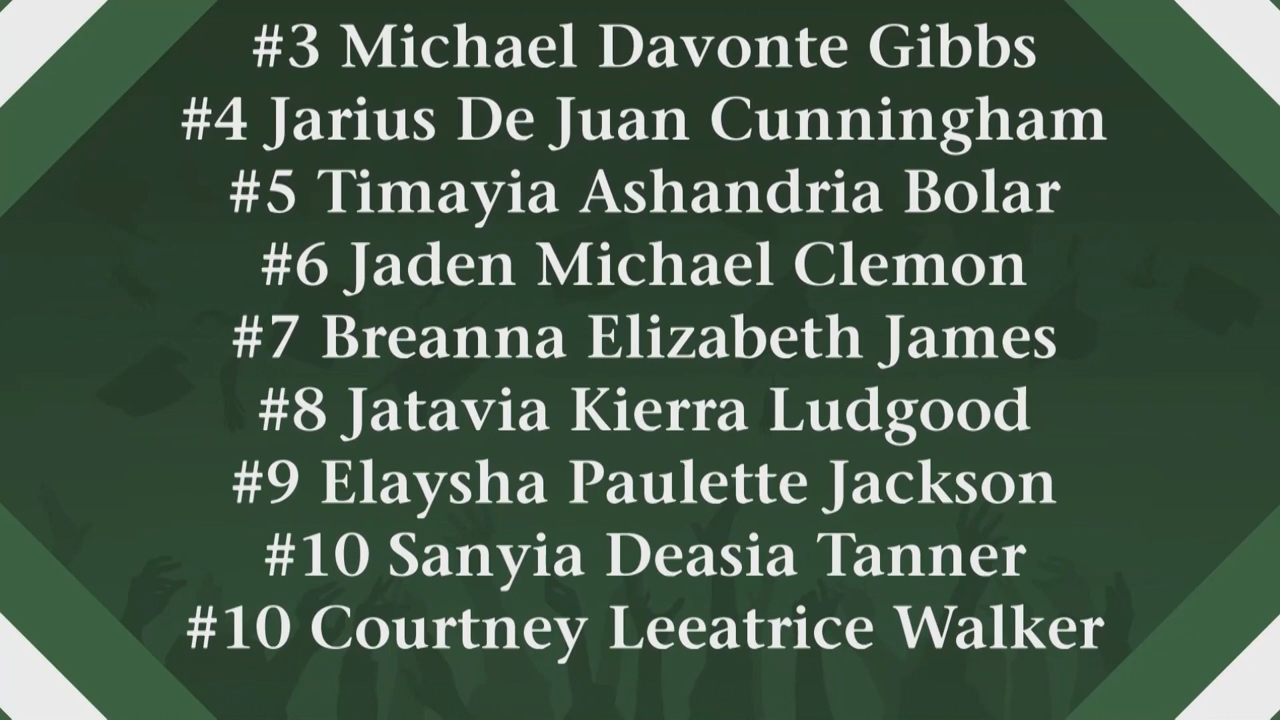 #3 Michael Davonte Gibbs
#4 Jarius De Juan Cunningham
#5 Timayia Ashandria Bolar
#6 Jaden Michael Clemon
#7 Breanna Elizabeth James
#8 Jatavia Kierra Ludgood
#9 Elaysha Paulette Jackson
#10 Sanyia Deasia Tanner
#10 Courtney Leeatrice Walker